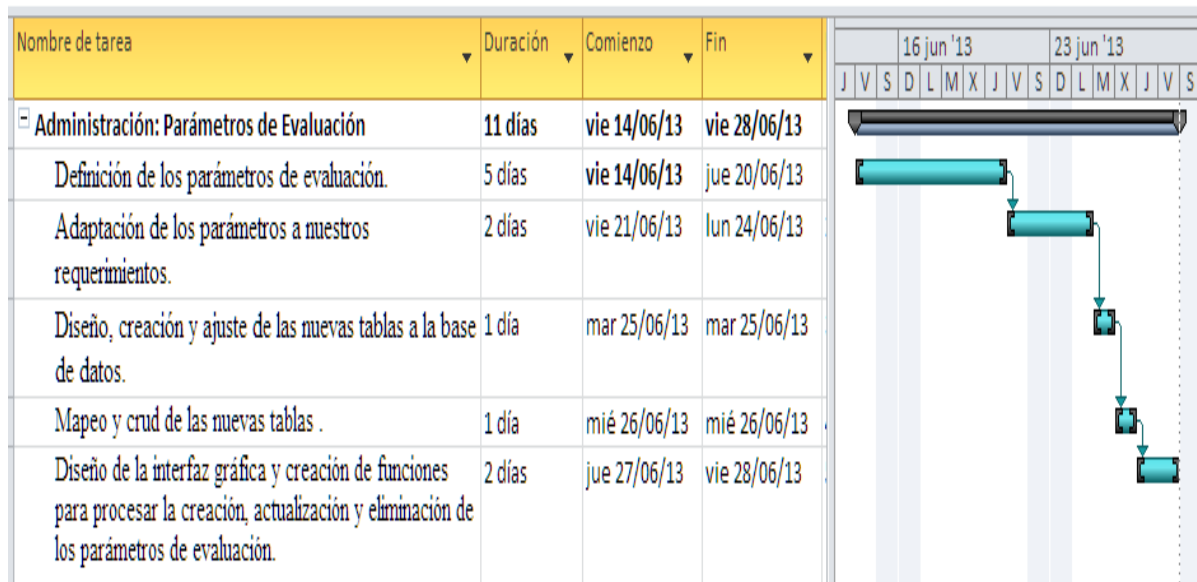 Nombre de tarea Duración Comienzo Fin
16 jun '13 23 jun '13
J V S D L M X J V S D L M X J V S
Administración: Parámetros de Evaluación 11 días vie 14/06/13 vie 28/06/13
Definición de los parámetros de evaluación. 5 días vie 14/06/13 jue 20/06/13
Adaptación de los parámetros a nuestros 2 días vie 21/06/13 lun 24/06/13
requerimientos.
Diseño, creación y ajuste de las nuevas tablas a la base 1 día mar 25/06/13 mar 25/06/13
de datos.
Mapeo y crud de las nuevas tablas . 1 día mié 26/06/13 mié 26/06/13
Diseño de la interfaz gráfica y creación de funciones 2 días jue 27/06/13 vie 28/06/13
para procesar la creación, actualización y eliminación de
los parámetros de evaluación.